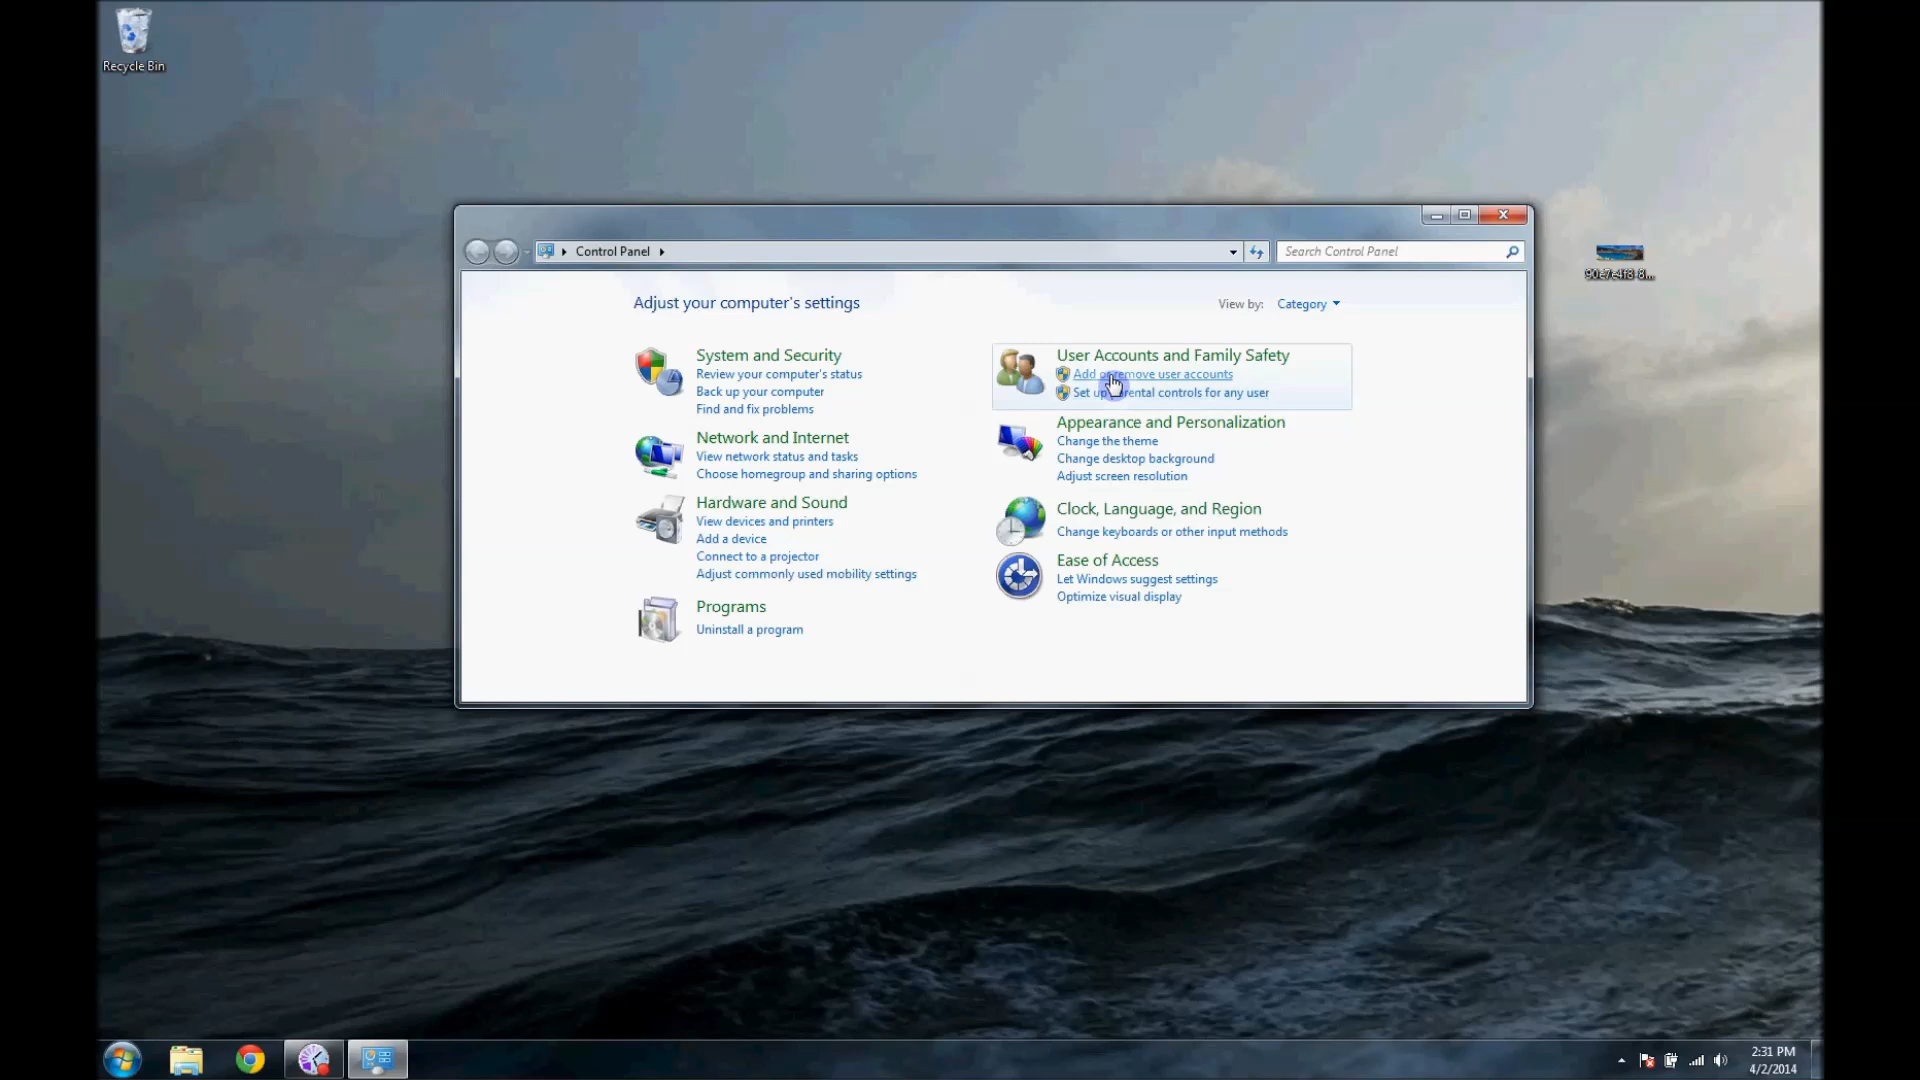 Recycle Bin
Control Panel
Search Control Panel
Adjust your computer's settings
View by: Category
System and Security
Review your computer's status
Back up your computer
Find and fix problems
Network and Internet
View network status and tasks
Choose homegroup and sharing options
Hardware and Sound
View devices and printers
Add a device
Connect to a projector
Adjust commonly used mobility settings
Programs
Uninstall a program
User Accounts and Family Safety
Add or remove user accounts
Set up parental controls for any user
Appearance and Personalization
Change the theme
Change desktop background
Adjust screen resolution
Clock, Language, and Region
Change keyboards or other input methods
Ease of Access
Let Windows suggest settings
Optimize visual display
90e7e4f8-8...
2:31 PM
4/2/2014